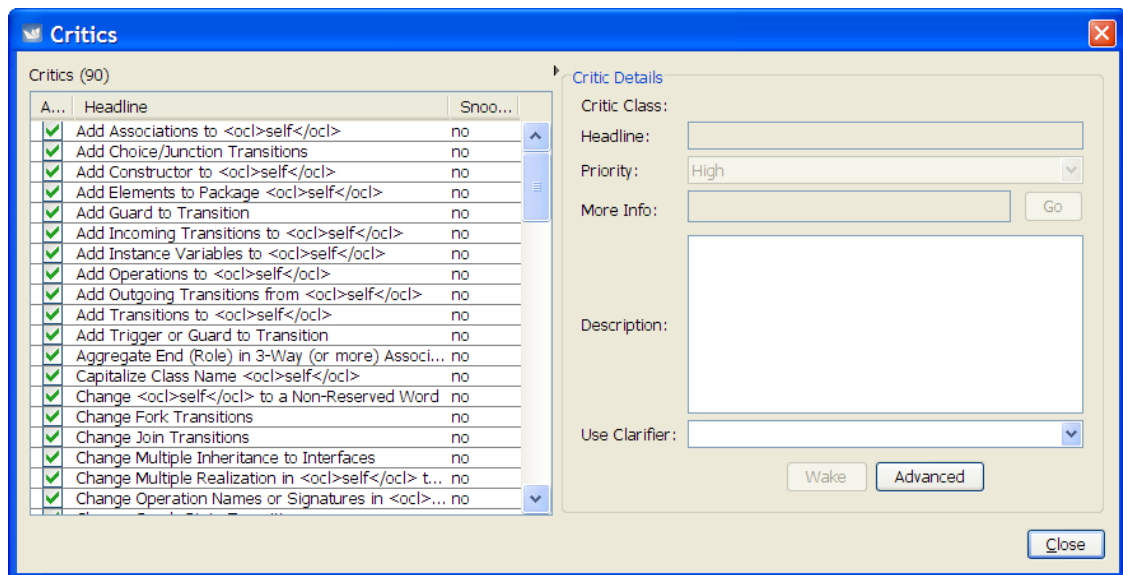 Critics
Critics (90)
A... Headline Snoo...
Add Associations to <ocl>self</ocl> no
Add Choice/Junction Transitions no
Add Constructor to <ocl>self</ocl> no
Add Elements to Package <ocl>self</ocl> no
Add Guard to Transition no
Add Incoming Transitions to <ocl>self</ocl> no
Add Instance Variables to <ocl>self</ocl> no
Add Operations to <ocl>self</ocl> no
Add Outgoing Transitions from <ocl>self</ocl> no
Add Transitions to <ocl>self</ocl> no
Add Trigger or Guard to Transition no
Aggregate End (Role) in 3-Way (or more) Associ... no
Capitalize Class Name <ocl>self</ocl> no
Change <ocl>self</ocl> to a Non-Reserved Word no
Change Fork Transitions no
Change Join Transitions no
Change Multiple Inheritance to Interfaces no
Change Multiple Realization in <ocl>self</ocl> t... no
Change Operation Names or Signatures in <ocl>... no
Critic Details
Critic Class:
Headline:
Priority: High
More Info: Go
Description:
Use Clarifier:
Wake Advanced
Close